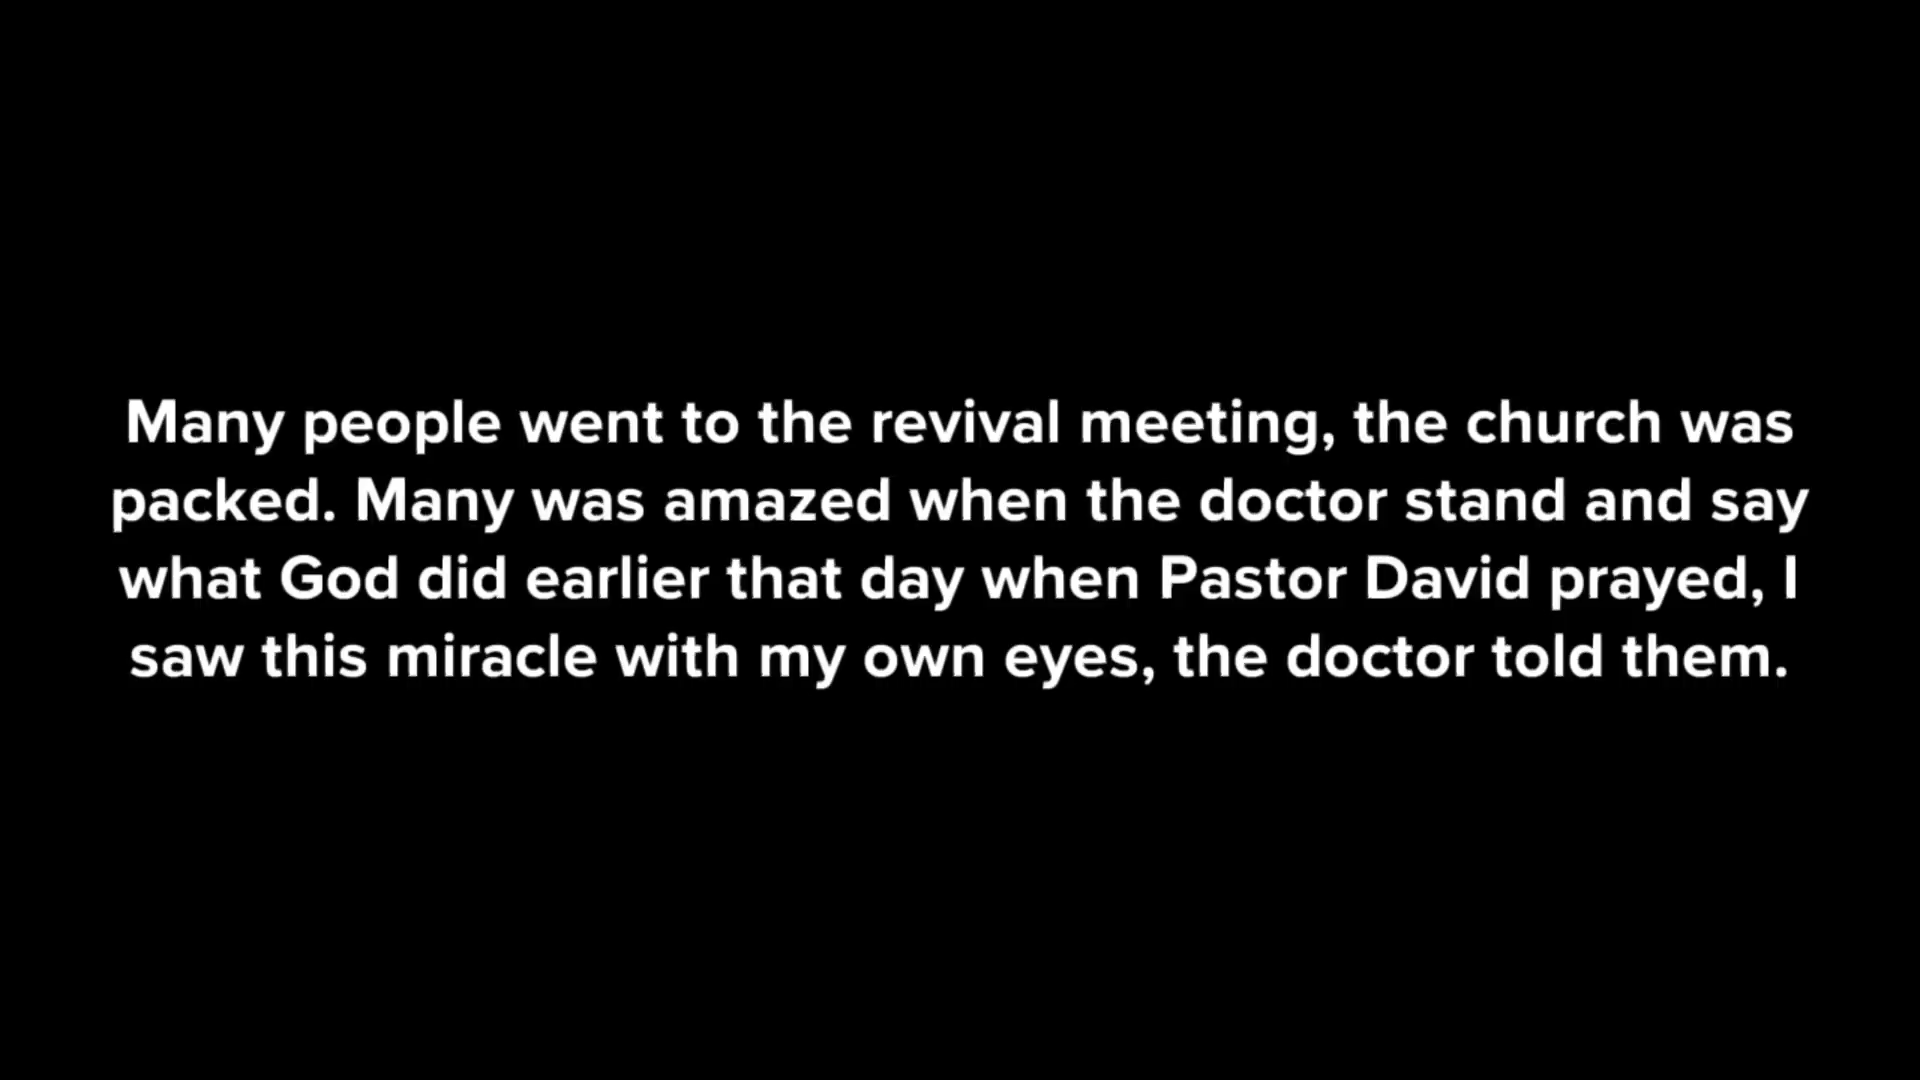 Many people went to the revival meeting, the church was
packed. Many was amazed when the doctor stand and say
what God did earlier that day when Pastor David prayed, I
saw this miracle with my own eyes, the doctor told them.